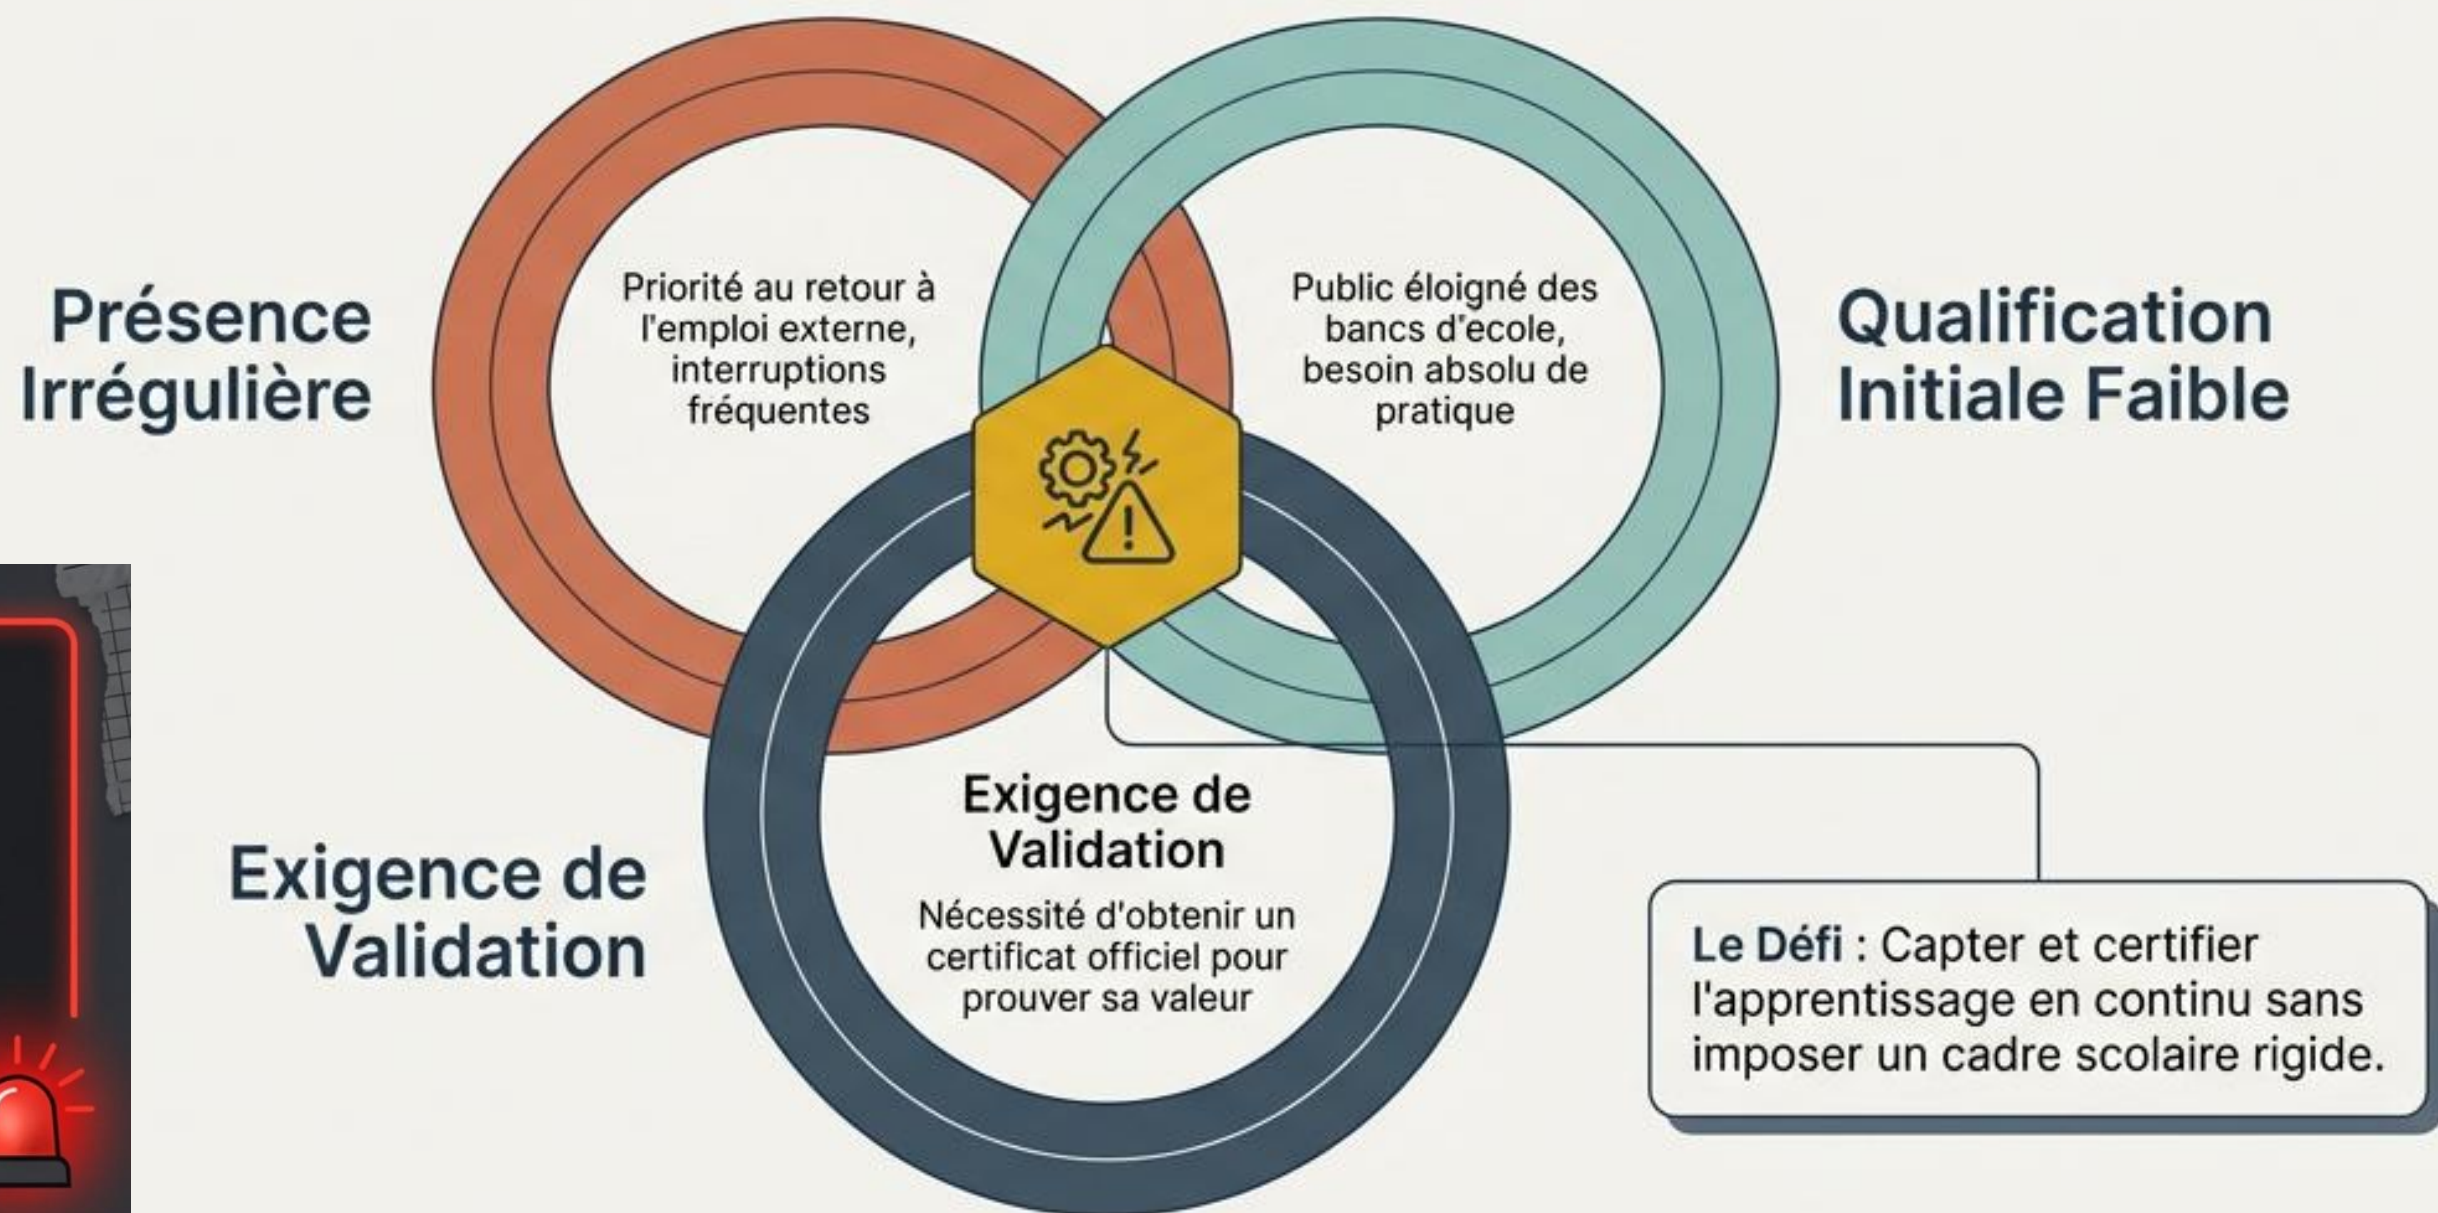 Présence
Irrégulière
Priorité au retour à
l'emploi externe,
interruptions
fréquentes
Public éloigné des
bancs d'ecole,
besoin absolu de
pratique
Qualification
Initiale Faible
Exigence de
Validation
Exigence de
Validation
Nécessité d'obtenir un
certificat officiel pour
prouver sa valeur
Le Défi : Capter et certifier
l'apprentissage en continu sans
imposer un cadre scolaire rigide.